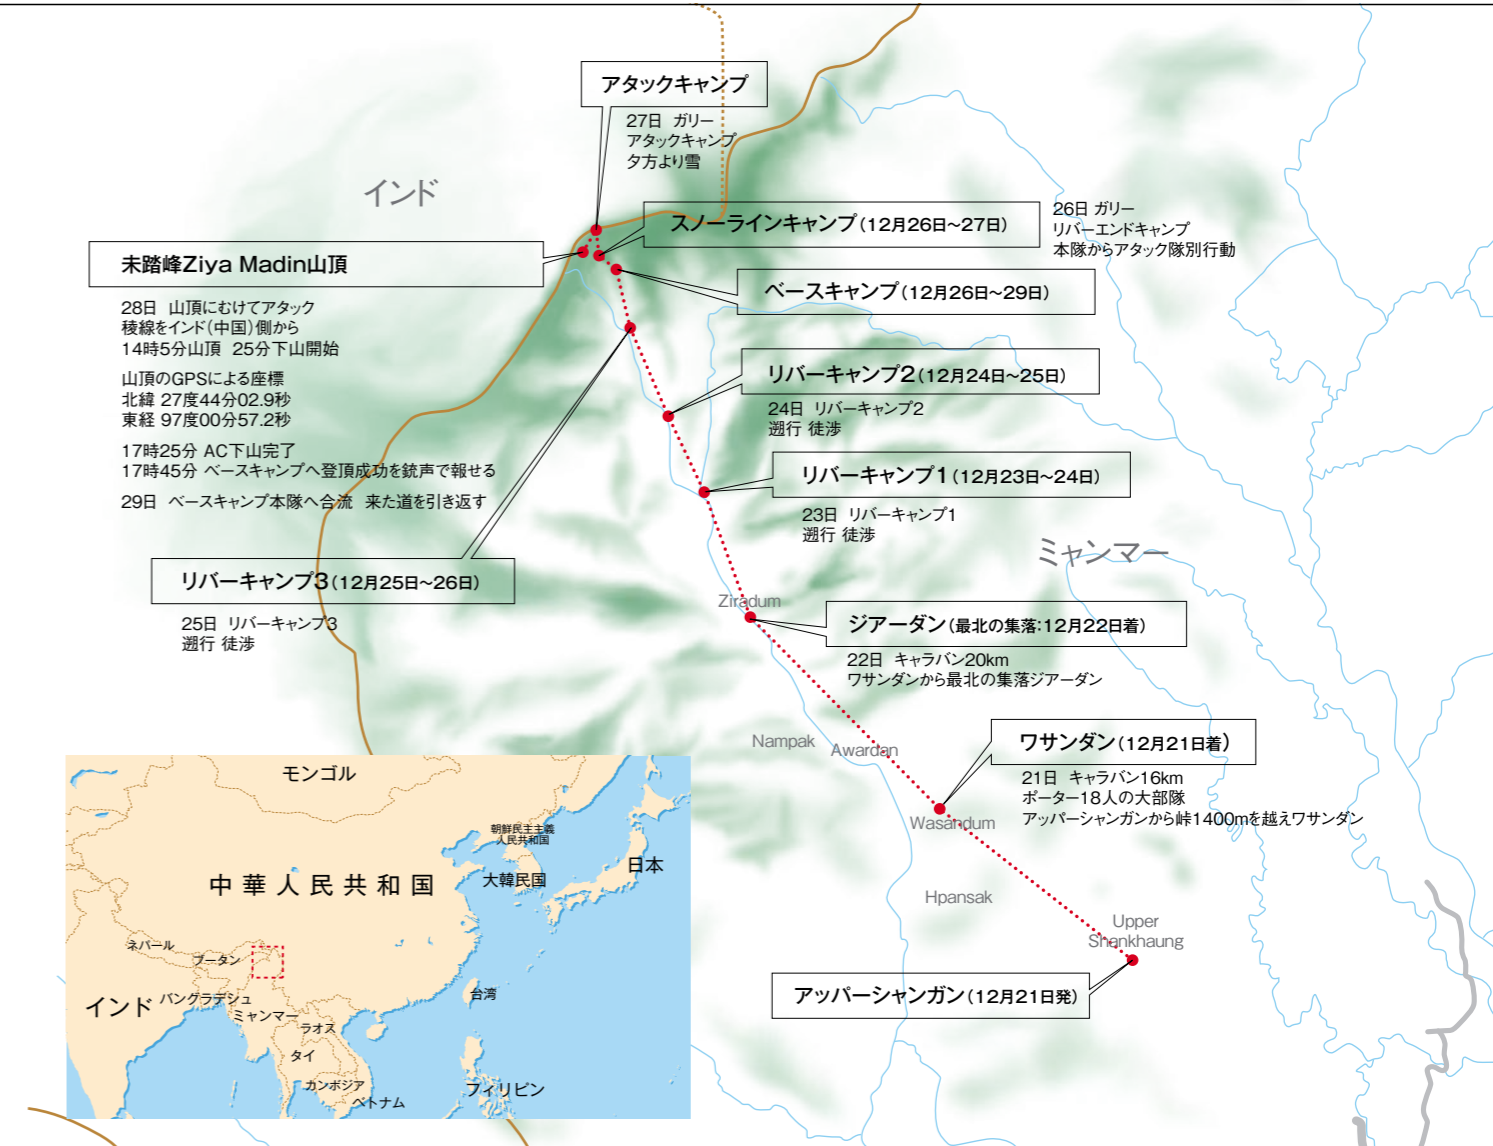 アタックキャンプ
27日 ガリー
アタックキャンプ
夕方より雪
インド
スノーラインキャンプ(12月26日〜27日)
26日 ガリー
リバーエンドキャンプ
本隊からアタック隊別行動
未踏峰Ziya Madin山頂
28日 山頂にむけてアタック
稜線をインド(中国)側から
14時5分山頂 25分下山開始
山頂のGPSによる座標
北緯 27度44分02.9秒
東経 97度00分57.2秒
17時25分 AC下山完了
17時45分 ベースキャンプへ登頂成功を銃声で報せる
29日 ベースキャンプ本隊へ合流 来た道を引き返す
ベースキャンプ(12月26日〜29日)
リバーキャンプ2(12月24日〜25日)
24日 リバーキャンプ2
遡行 徒渉
リバーキャンプ1(12月23日〜24日)
23日 リバーキャンプ1
遡行 徒渉
ミャンマー
リバーキャンプ3(12月25日〜26日)
25日 リバーキャンプ3
遡行 徒渉
Ziradum
ジアーダン(最北の集落:12月22日着)
22日 キャラバン20km
ワサンダンから最北の集落ジアーダン
Nampak
Awardan
ワサンダン(12月21日着)
21日 キャラバン16km
ポーター18人の大部隊
アッパーシャンガンから峠1400mを越えワサンダン
Wasandum
Hpansak
Upper
Shankhaung
アッパーシャンガン(12月21日発)
モンゴル
朝鮮民主主義
人民共和国
中華人民共和国
大韓民国
日本
ネパール
ブータン
インド
バングラデシュ
ミャンマー
台湾
ラオス
タイ
カンボジア
ベトナム
フィリピン